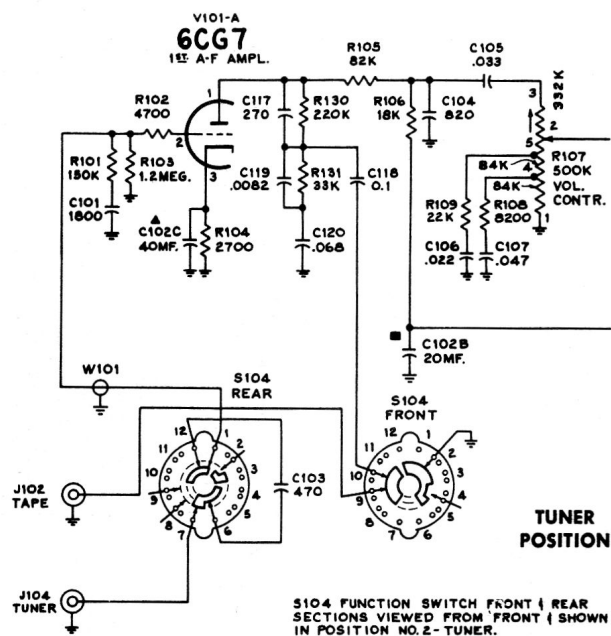 V101-A
6CG7
1ST. A-F AMPL.
R105
82K
C105
.033
332K
1
3
R102
4700
C117
270
R130
220K
R106
18K
C104
820
2
2
5
R101
150K
R103
1.2MEG.
3
C119
.0082
R131
33K
C118
0.1
84K
4
R107
500K
VOL.
CONTR.
84K
C101
1800
R109
22K
R108
8200
1
C102C
40MF.
R104
2700
C120
.068
C106
.022
C107
.047
C102B
20MF.
W101
S104
REAR
S104
FRONT
12
1
12
1
11
2
11
2
10
3
C103
470
10
3
J102
TAPE
9
4
9
4
8
5
8
5
7
6
7
6
TUNER
POSITION
J104
TUNER
S104 FUNCTION SWITCH FRONT & REAR
SECTIONS VIEWED FROM FRONT & SHOWN
IN POSITION NO. 2- TUNER.